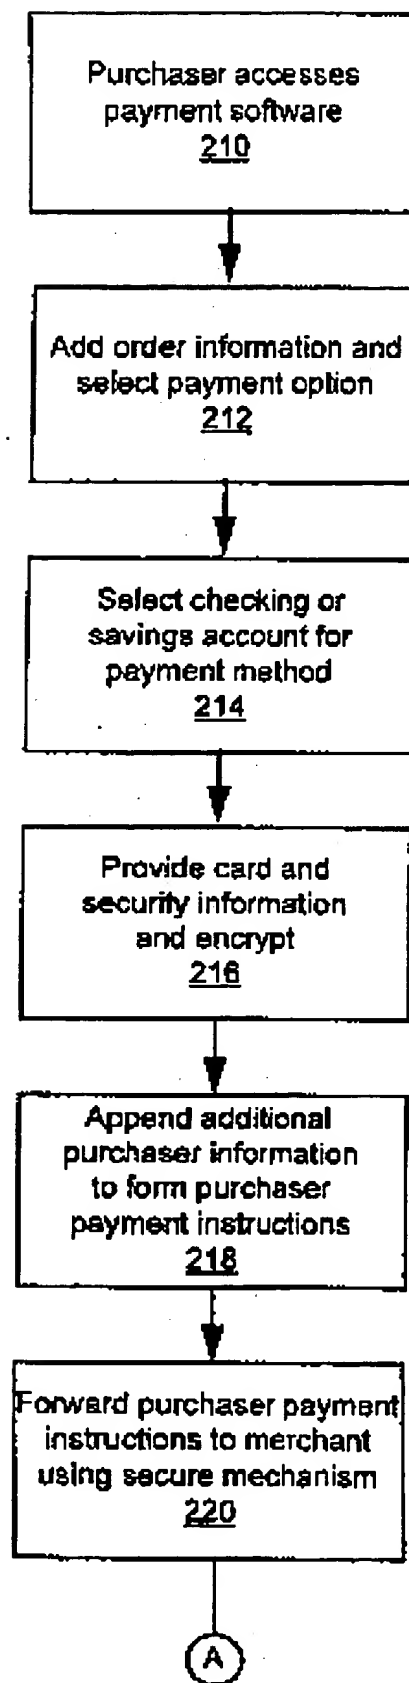 Purchaser accesses
payment software
210
Add order information and
select payment option
212
Select checking or
savings account for
payment method
214
Provide card and
security information
and encrypt
216
Append additional
purchaser information
to form purchaser
payment instructions
218
Forward purchaser payment
instructions to merchant
using secure mechanism
220
A